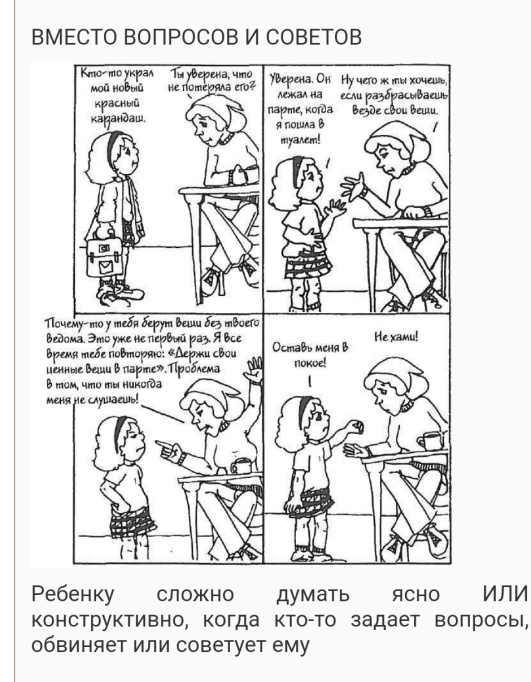 ВМЕСТО ВОПРОСОВ И СОВЕТОВ
Кто-то украл
мой новый
красный
карандаш.
Ты уверена, что
не потеряла его?
Уверена. Он
лежал на
парте, когда
я пошла в
туалет!
Ну чего ж ты хочешь,
если разбрасываешь
везде свои вещи.
Почему-то у тебя берут вещи без твоего
ведома. Это уже не первый раз. Я все
время тебе повторяю: «Держи свои
ценные вещи в парте». Проблема
в том, что ты никогда
меня не слушаешь!
Оставь меня в
покое!
Не хами!
Ребенку сложно думать ясно ИЛИ
конструктивно, когда кто-то задает вопросы,
обвиняет или советует ему